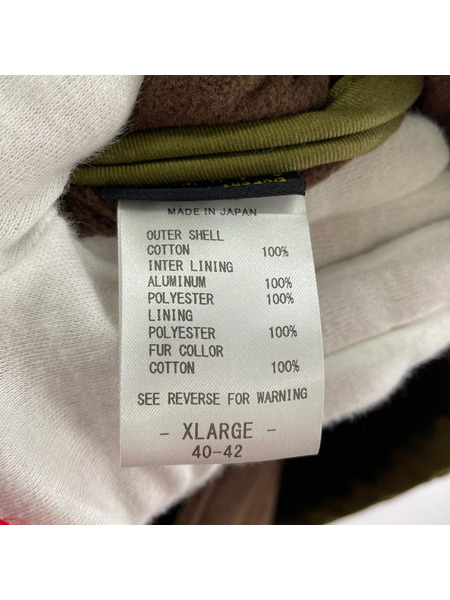 MADE IN JAPAN
OUTER SHELL
COTTON 100%
INTER LINING
ALUMINUM 100%
POLYESTER 100%
LINING
POLYESTER 100%
FUR COLLOR
COTTON 100%
SEE REVERSE FOR WARNING
- XLARGE -
40-42